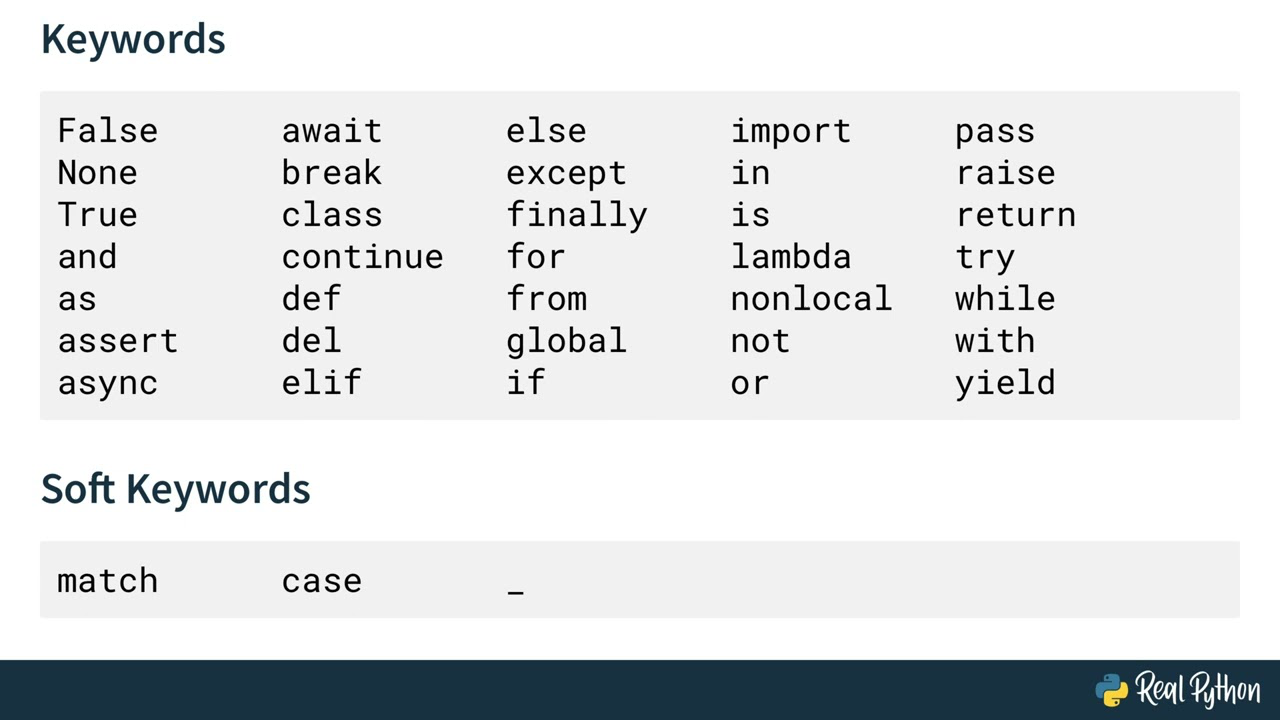 Keywords
False await else import pass
None break except in raise
True class finally is return
and continue for lambda try
as def from nonlocal while
assert del global not with
async elif if or yield
Soft Keywords
match case _
Real Python